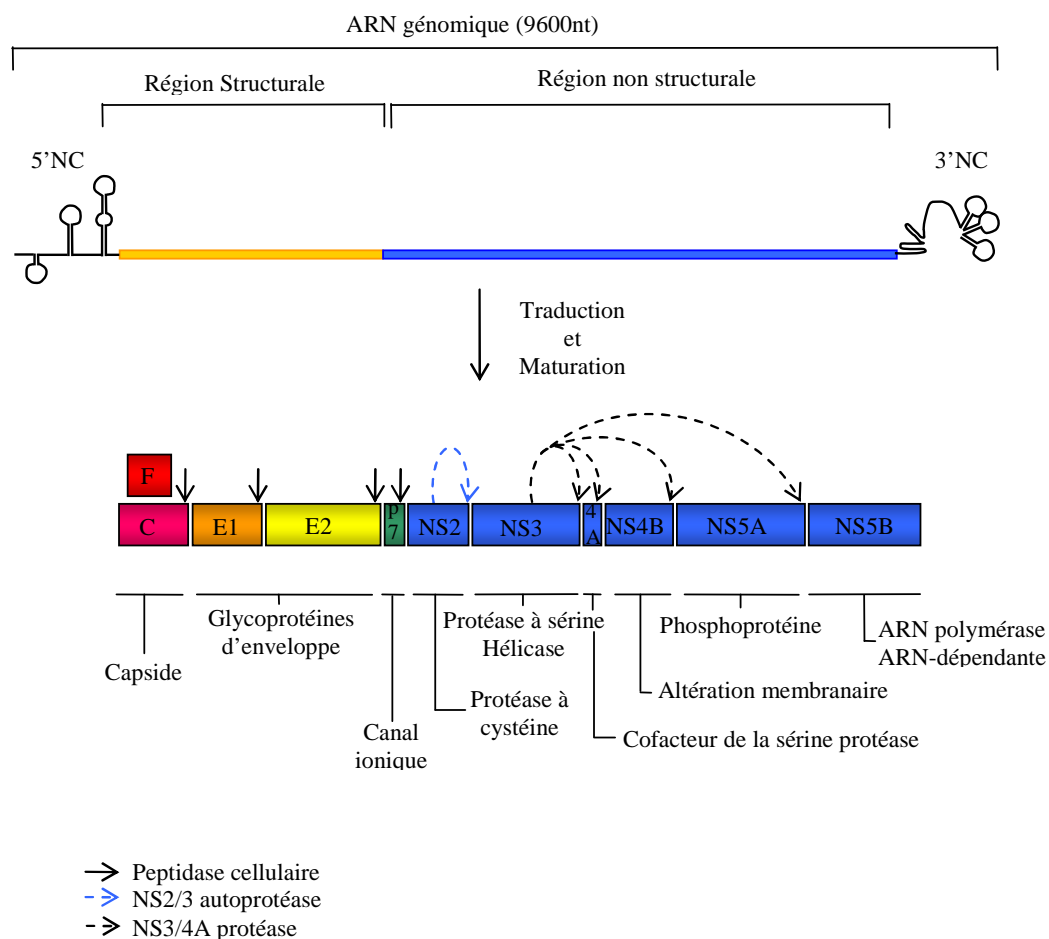 ARN génomique (9600nt)
Région Structurale
Région non structurale
5’NC
3’NC
Traduction
et
Maturation
F
C
E1
E2
p
7
NS2
NS3
4
A
NS4B
NS5A
NS5B
Capside
Glycoprotéines
d’enveloppe
Canal
ionique
Protéase à
cystéine
Protéase à sérine
Hélicase
Cofacteur de la sérine protéase
Altération membranaire
Phosphoprotéine
ARN polymérase
ARN-dépendante
Peptidase cellulaire
NS2/3 autoprotéase
NS3/4A protéase